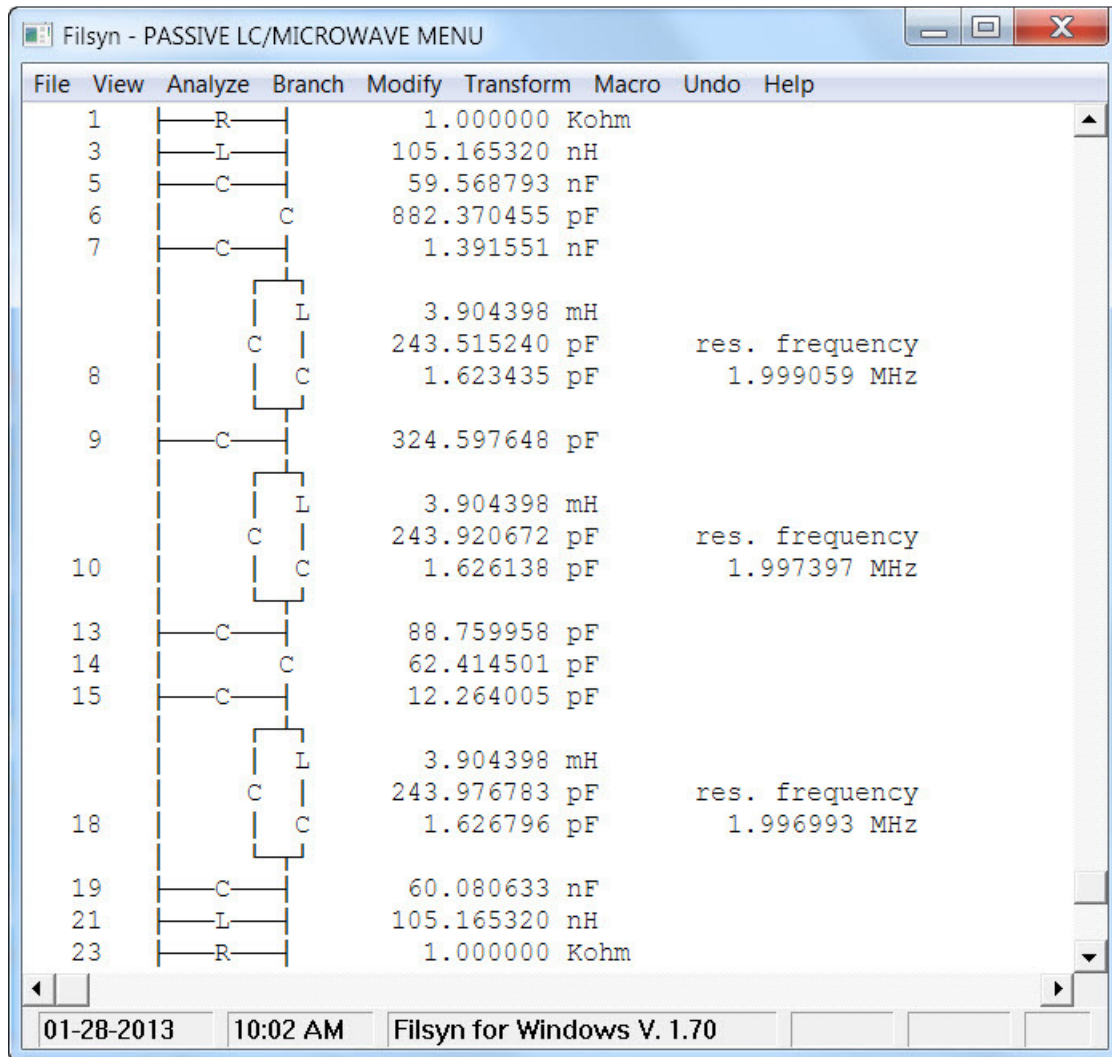 Filsyn - PASSIVE LC/MICROWAVE MENU
File View Analyze Branch Modify Transform Macro Undo Help
1 R 1.000000 Kohm
3 L 105.165320 nH
5 C 59.568793 nF
6 C 882.370455 pF
7 C 1.391551 nF
L 3.904398 mH
C 243.515240 pF res. frequency
8 C 1.623435 pF 1.999059 MHz
9 C 324.597648 pF
L 3.904398 mH
C 243.920672 pF res. frequency
10 C 1.626138 pF 1.997397 MHz
13 C 88.759958 pF
14 C 62.414501 pF
15 C 12.264005 pF
L 3.904398 mH
C 243.976783 pF res. frequency
18 C 1.626796 pF 1.996993 MHz
19 C 60.080633 nF
21 L 105.165320 nH
23 R 1.000000 Kohm
01-28-2013 10:02 AM Filsyn for Windows V. 1.70